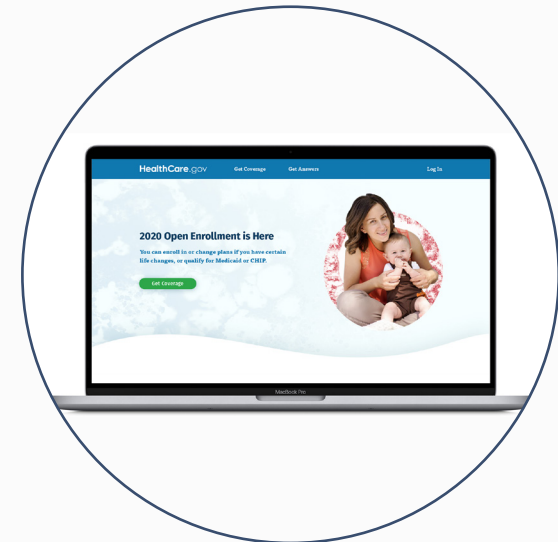 HealthCare.gov
Get Coverage
Get Answers
Log In
2020 Open Enrollment is Here
You can enroll in or change plans if you have certain
life changes, or qualify for Medicaid or CHIP.
Get Coverage
MacBook Pro